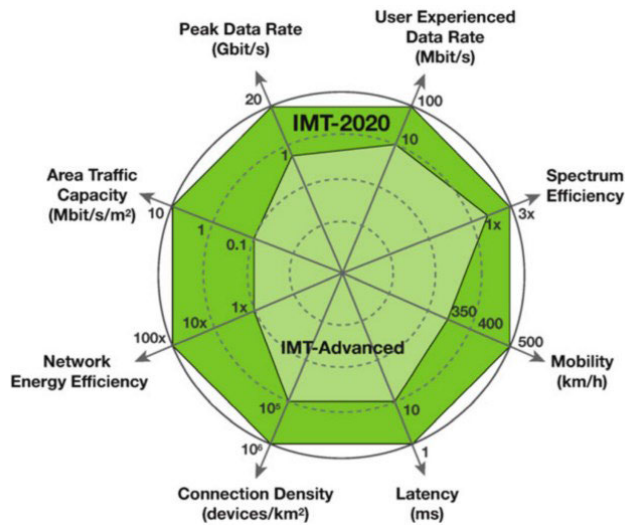 Peak Data Rate
(Gbit/s)
User Experienced
Data Rate
(Mbit/s)
20
100
IMT-2020
1
10
Area Traffic
Capacity
(Mbit/s/m²)
Spectrum
Efficiency
10
1
0.1
1x
3x
1x
10x
100x
350
400
500
Network
Energy Efficiency
IMT-Advanced
Mobility
(km/h)
10⁵
10⁶
10
1
Connection Density
(devices/km²)
Latency
(ms)